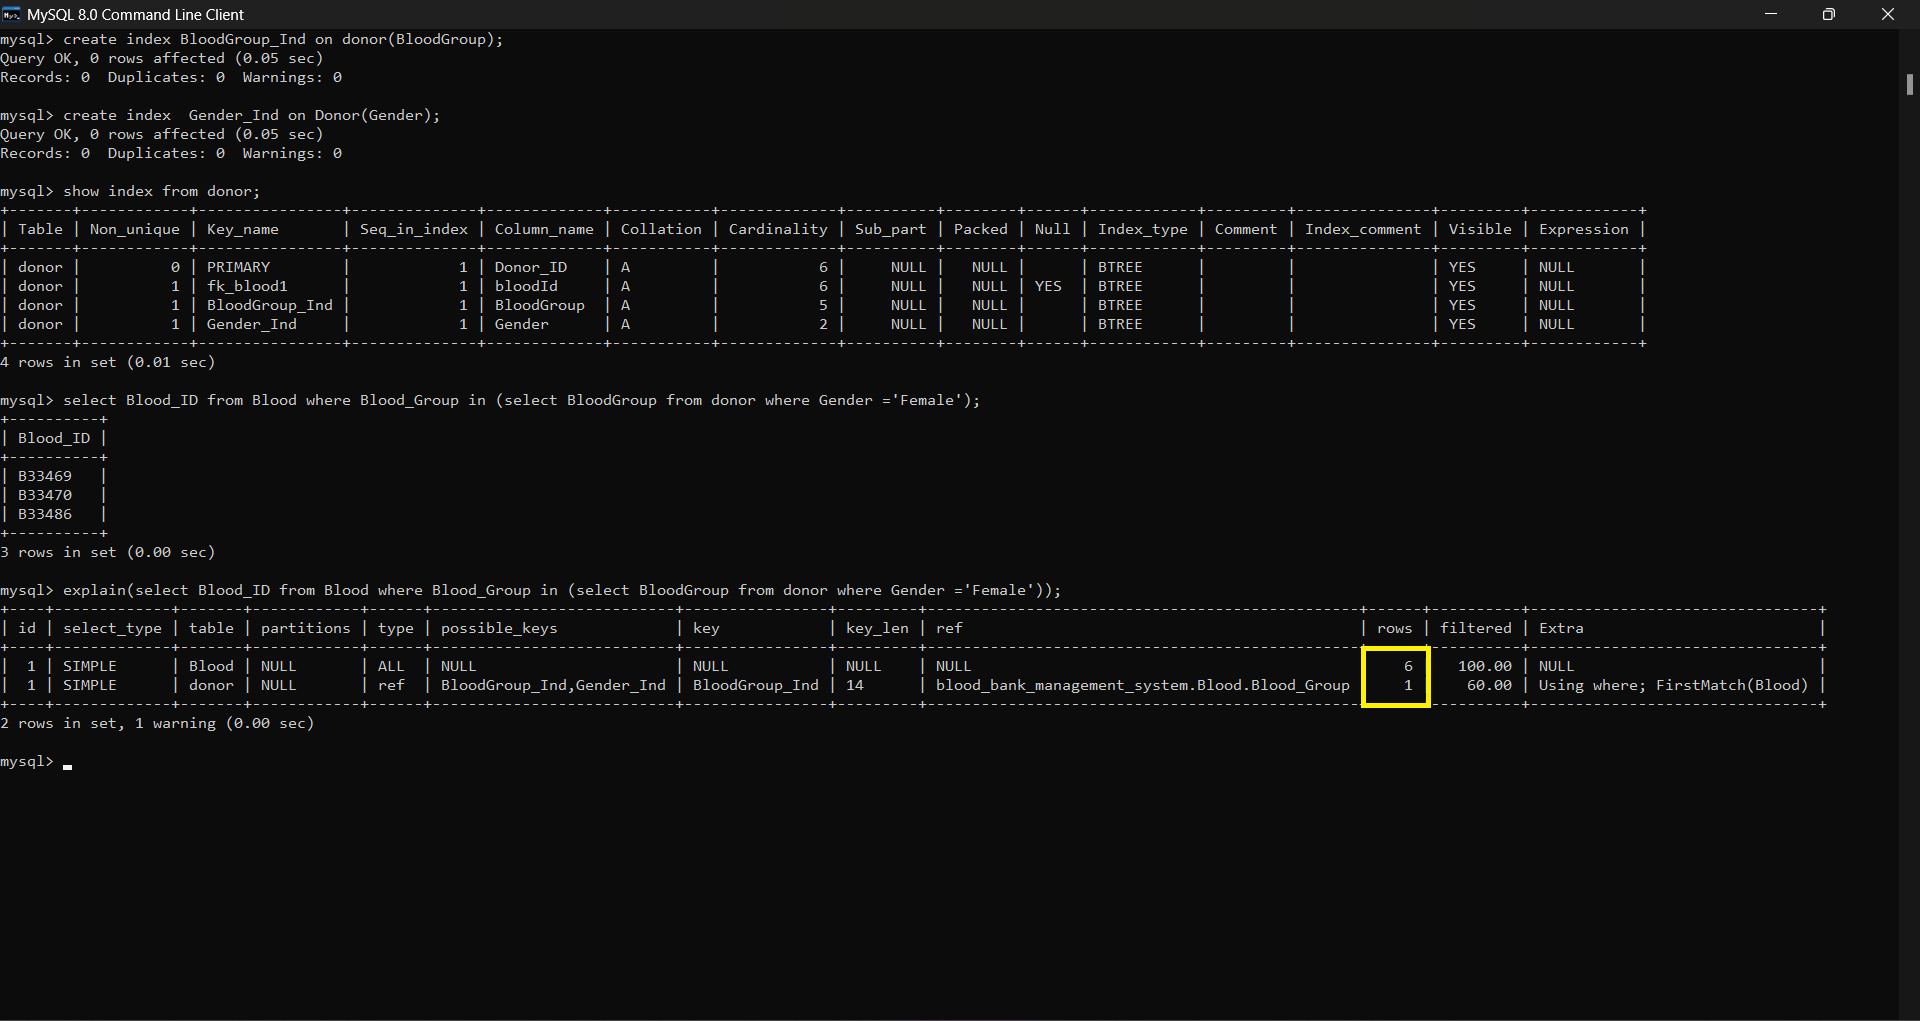 MySQL 8.0 Command Line Client
mysql> create index BloodGroup_Ind on donor(BloodGroup);
Query OK, 0 rows affected (0.05 sec)
Records: 0  Duplicates: 0  Warnings: 0
mysql> create index  Gender_Ind on Donor(Gender);
Query OK, 0 rows affected (0.05 sec)
Records: 0  Duplicates: 0  Warnings: 0
mysql> show index from donor;
+-------+------------+----------------+--------------+-------------+-----------+-------------+----------+--------+------+------------+---------+---------------+---------+------------+
| Table | Non_unique | Key_name       | Seq_in_index | Column_name | Collation | Cardinality | Sub_part | Packed | Null | Index_type | Comment | Index_comment | Visible | Expression |
+-------+------------+----------------+--------------+-------------+-----------+-------------+----------+--------+------+------------+---------+---------------+---------+------------+
| donor |          0 | PRIMARY        |            1 | Donor_ID    | A         |           6 |     NULL |   NULL |      | BTREE      |         |               | YES     | NULL       |
| donor |          1 | fk_blood1      |            1 | bloodId     | A         |           6 |     NULL |   NULL | YES  | BTREE      |         |               | YES     | NULL       |
| donor |          1 | BloodGroup_Ind |            1 | BloodGroup  | A         |           5 |     NULL |   NULL |      | BTREE      |         |               | YES     | NULL       |
| donor |          1 | Gender_Ind     |            1 | Gender      | A         |           2 |     NULL |   NULL |      | BTREE      |         |               | YES     | NULL       |
+-------+------------+----------------+--------------+-------------+-----------+-------------+----------+--------+------+------------+---------+---------------+---------+------------+
4 rows in set (0.01 sec)
mysql> select Blood_ID from Blood where Blood_Group in (select BloodGroup from donor where Gender ='Female');
+----------+
| Blood_ID |
+----------+
| B33469   |
| B33470   |
| B33486   |
+----------+
3 rows in set (0.00 sec)
mysql> explain(select Blood_ID from Blood where Blood_Group in (select BloodGroup from donor where Gender ='Female'));
+----+-------------+-------+------------+------+---------------------------+----------------+---------+-----------------------------------------------+------+----------+--------------------------------+
| id | select_type | table | partitions | type | possible_keys             | key            | key_len | ref                                           | rows | filtered | Extra                          |
+----+-------------+-------+------------+------+---------------------------+----------------+---------+-----------------------------------------------+------+----------+--------------------------------+
|  1 | SIMPLE      | Blood | NULL       | ALL  | NULL                      | NULL           | NULL    | NULL                                          |    6 |   100.00 | NULL                           |
|  1 | SIMPLE      | donor | NULL       | ref  | BloodGroup_Ind,Gender_Ind | BloodGroup_Ind | 14      | blood_bank_management_system.Blood.Blood_Group |    1 |    60.00 | Using where; FirstMatch(Blood) |
+----+-------------+-------+------------+------+---------------------------+----------------+---------+-----------------------------------------------+------+----------+--------------------------------+
2 rows in set, 1 warning (0.00 sec)
mysql>